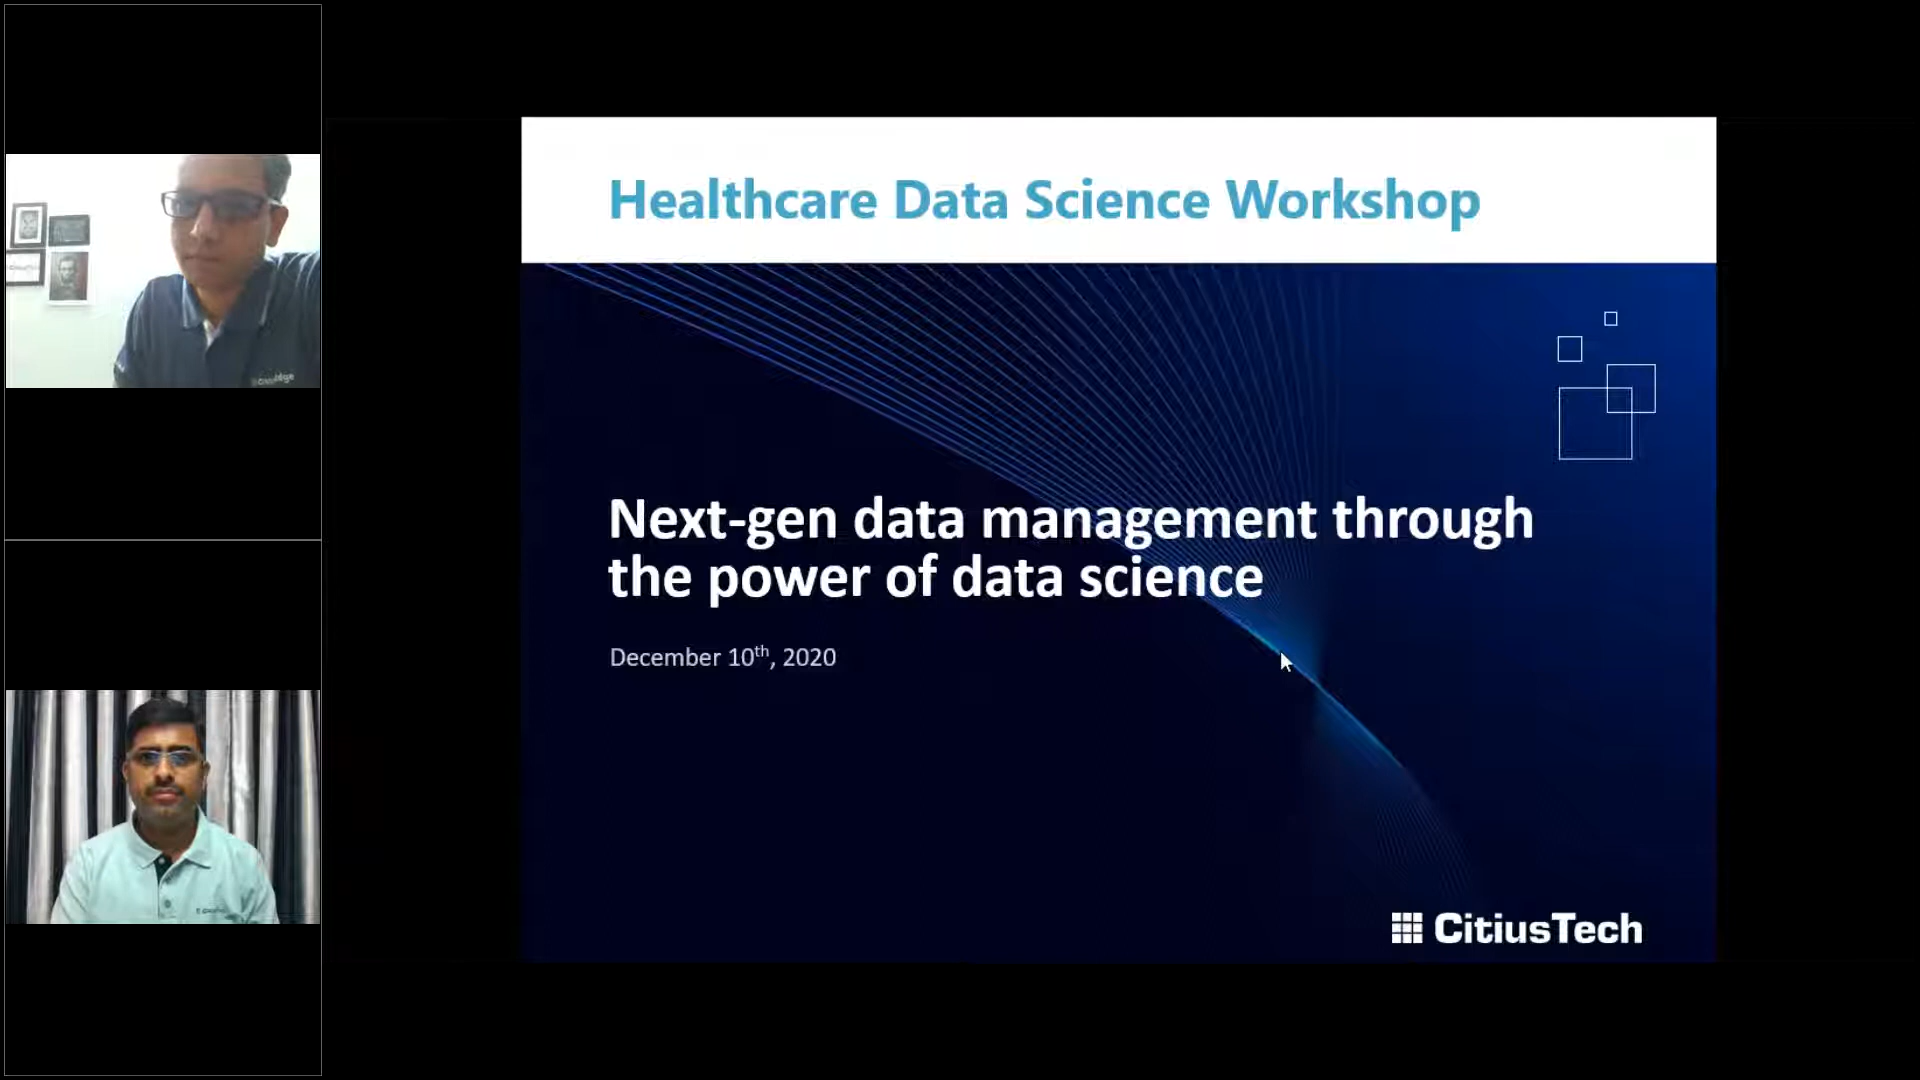 Healthcare Data Science Workshop
Next-gen data management through
the power of data science
December 10th, 2020
CitiusTech